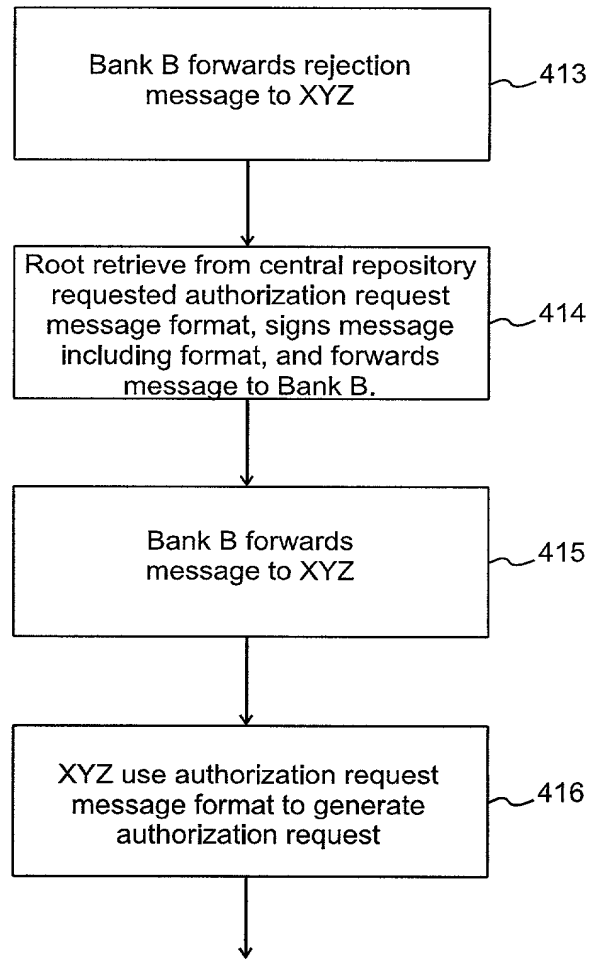 Bank B forwards rejection
message to XYZ
413
Root retrieve from central repository
requested authorization request
message format, signs message
including format, and forwards
message to Bank B.
414
Bank B forwards
message to XYZ
415
XYZ use authorization request
message format to generate
authorization request
416